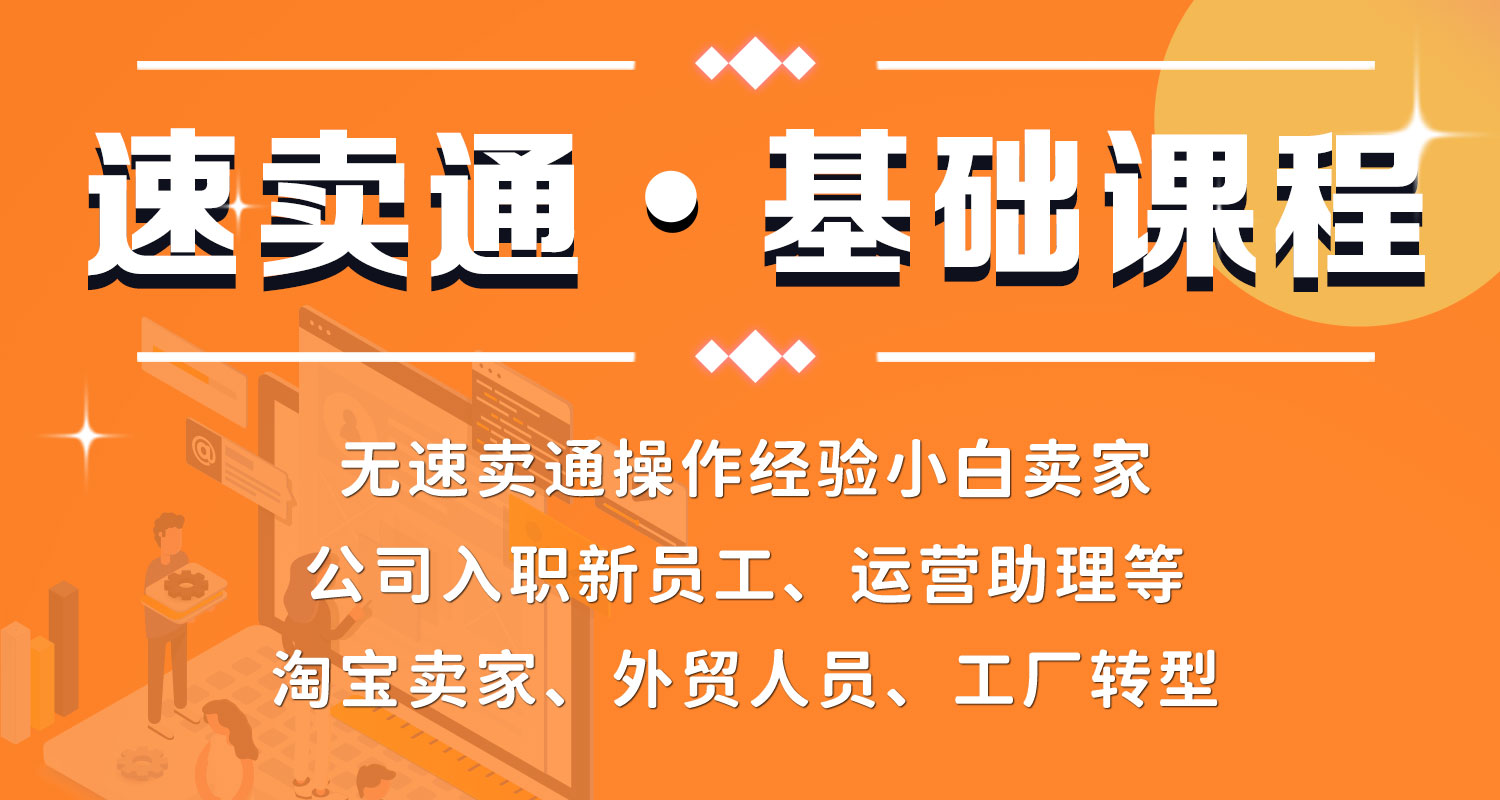 速卖通·基础课程
无速卖通操作经验小白卖家
公司入职新员工、运营助理等
淘宝卖家、外贸人员、工厂转型